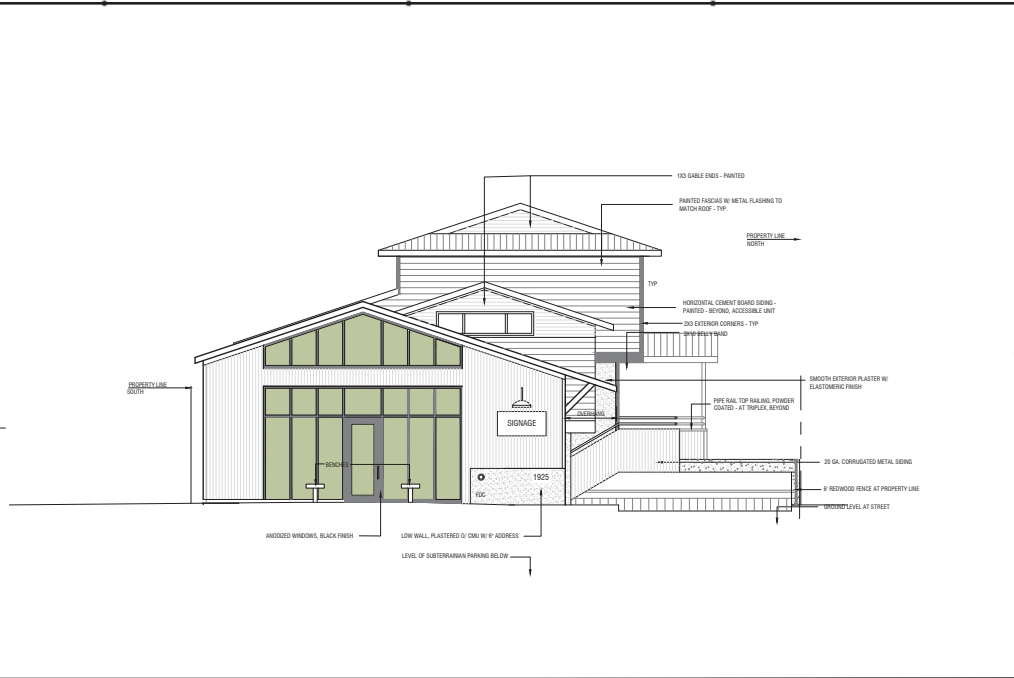 1X3 GABLE ENDS - PAINTED
PAINTED FASCIAS W/ METAL FLASHING TO
MATCH ROOF - TYP.
PROPERTY LINE
NORTH
TYP
HORIZONTAL CEMENT BOARD SIDING -
PAINTED - BEYOND, ACCESSIBLE UNIT
2X3 EXTERIOR CORNERS - TYP
2X10 BELLY BAND
SMOOTH EXTERIOR PLASTER W/
ELASTOMERIC FINISH
PROPERTY LINE
SOUTH
PIPE RAIL TOP RAILING, POWDER
COATED - AT TRIPLEX, BEYOND
OVERHANG
SIGNAGE
BENCHES
20 GA. CORRUGATED METAL SIDING
1925
FDC
6' REDWOOD FENCE AT PROPERTY LINE
GROUND LEVEL AT STREET
ANODIZED WINDOWS, BLACK FINISH
LOW WALL, PLASTERED O/ CMU W/ 6" ADDRESS
LEVEL OF SUBTERRAINIAN PARKING BELOW